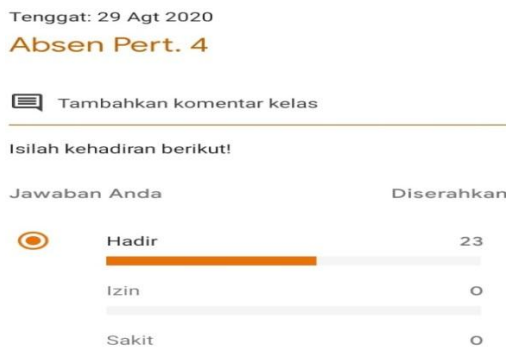 Tenggat: 29 Agt 2020
Absen Pert. 4
Tambahkan komentar kelas
Isilah kehadiran berikut!
Jawaban Anda Diserahkan
Hadir 23
Izin 0
Sakit 0